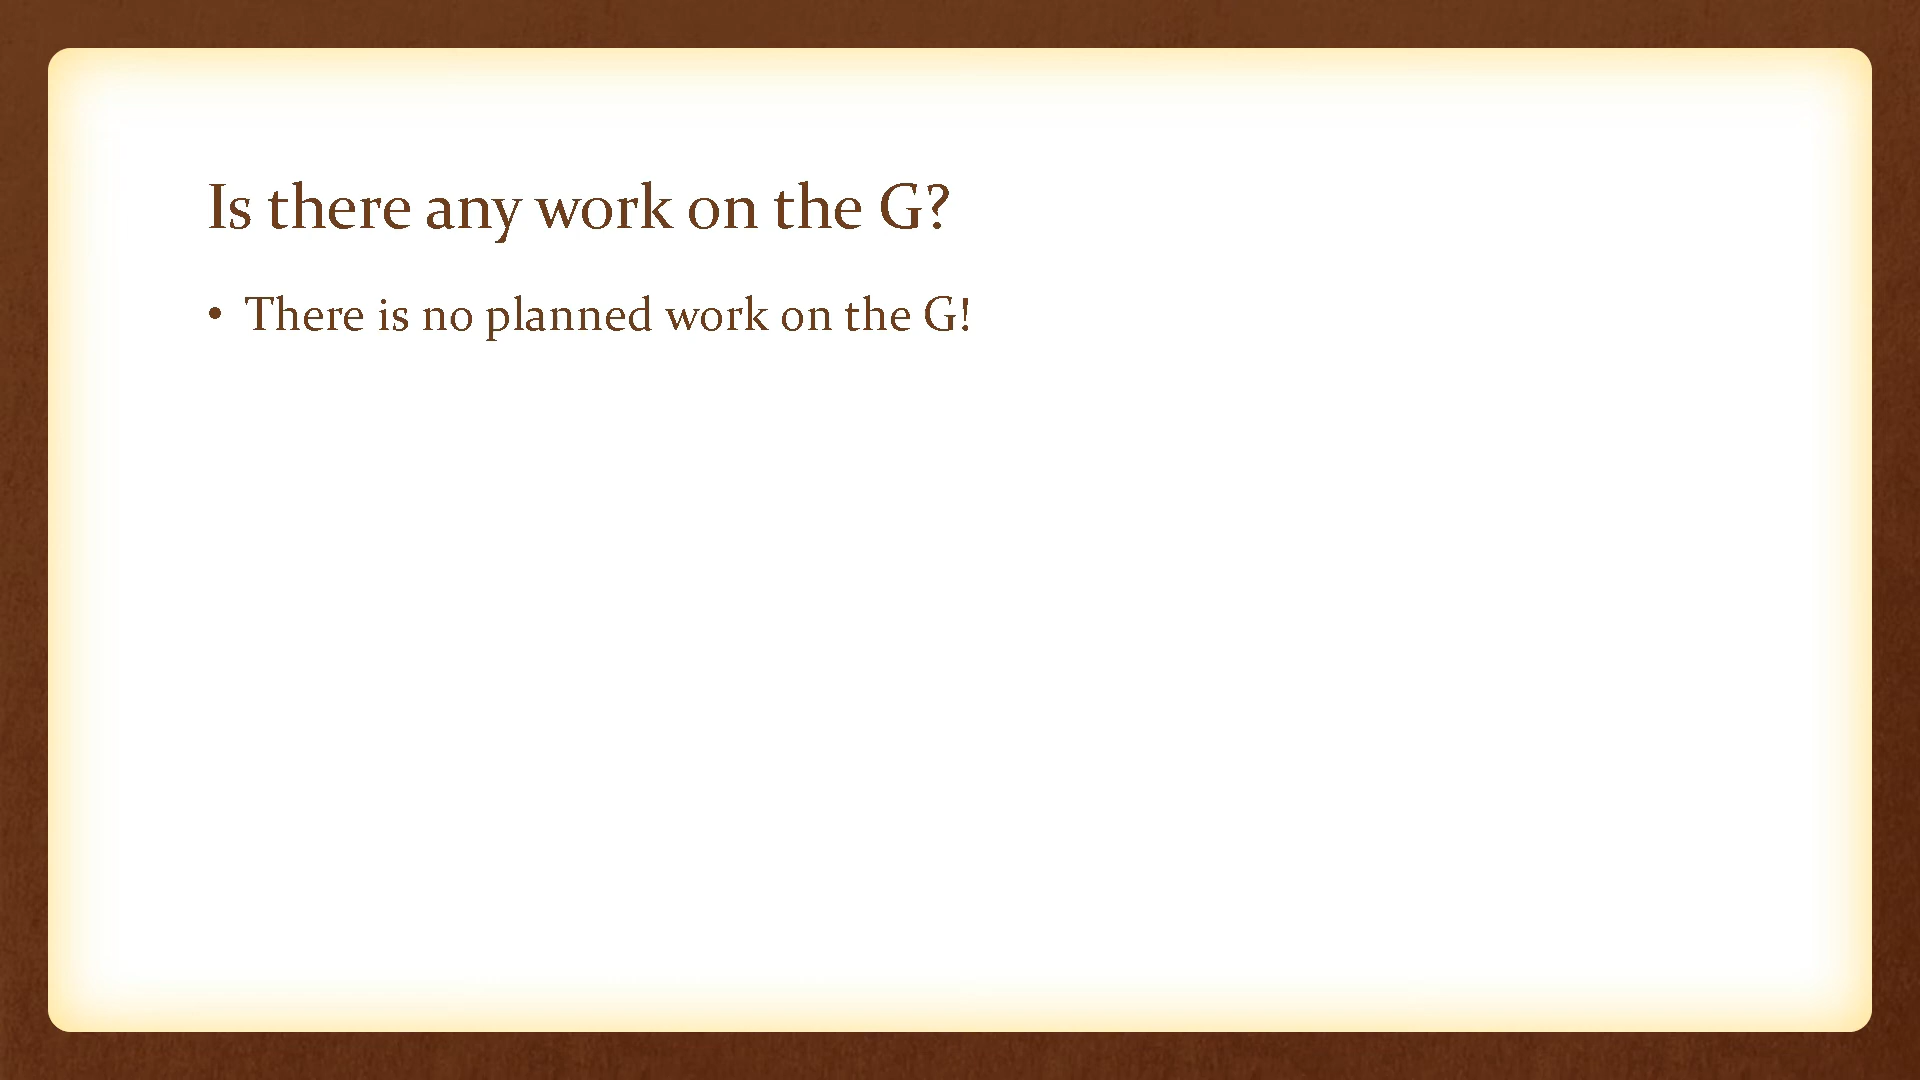 Is there any work on the G?
• There is no planned work on the G!